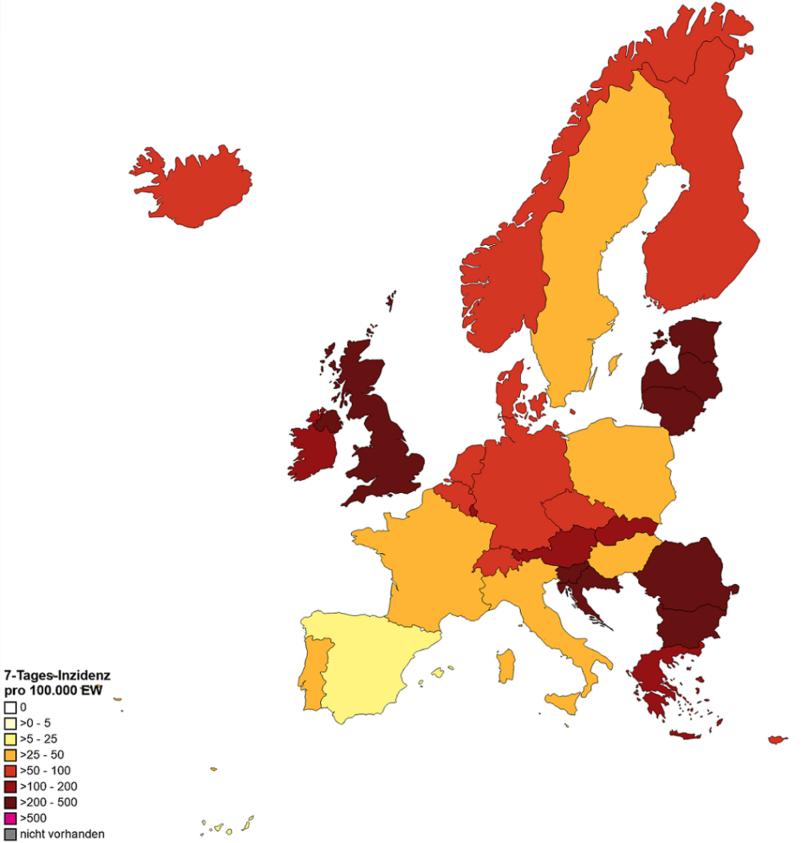 7-Tages-Inzidenz
pro 100.000 EW
0
>0 - 5
>5 - 25
>25 - 50
>50 - 100
>100 - 200
>200 - 500
>500
nicht vorhanden